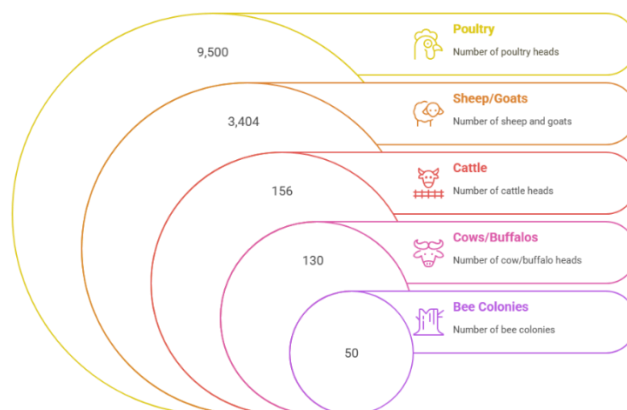 Poultry
9,500
Number of poultry heads
Sheep/Goats
3,404
Number of sheep and goats
Cattle
156
Number of cattle heads
Cows/Buffalos
130
Number of cow/buffalo heads
Bee Colonies
50
Number of bee colonies